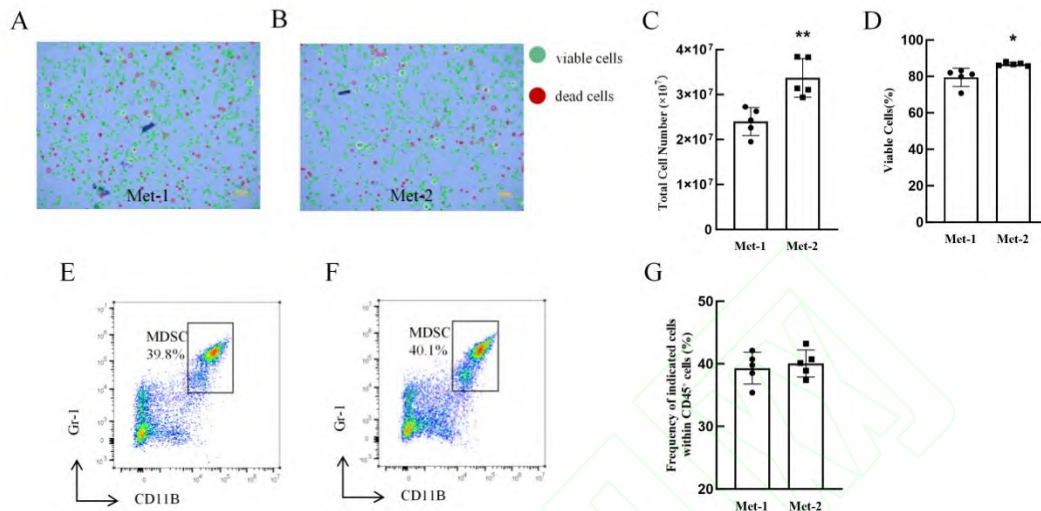 A
Met-1
B
Met-2
viable cells
dead cells
C
Total Cell Number (×10⁷)
4×10⁷
3×10⁷
2×10⁷
1×10⁷
0
**
Met-1 Met-2
D
Viable Cells(%)
100
80
60
40
20
0
*
Met-1 Met-2
E
MDSC
39.8%
Gr-1
CD11B
F
MDSC
40.1%
Gr-1
CD11B
G
Frequency of indicated cells
within CD45⁺ cells (%)
50
40
30
20
Met-1 Met-2